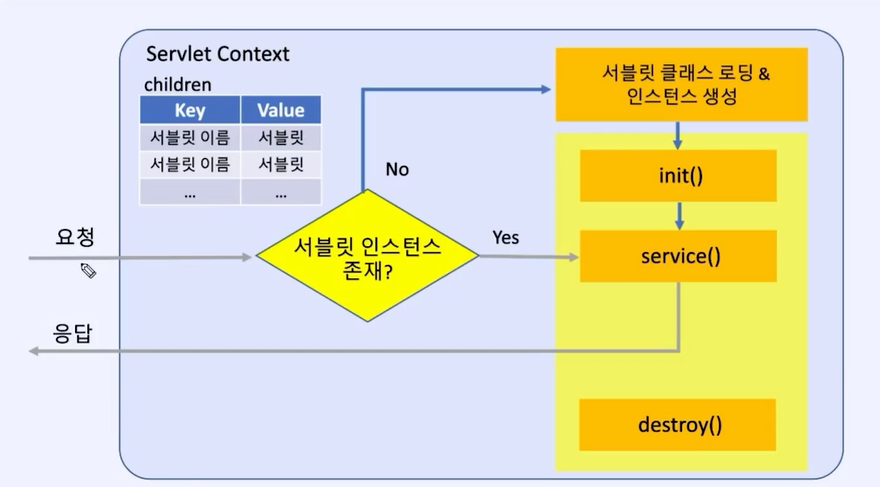 Servlet Context
children
Key Value
서블릿 이름 서블릿
서블릿 이름 서블릿
... ...
서블릿 클래스 로딩 &
인스턴스 생성
No
init()
요청
서블릿 인스턴스
존재?
Yes
service()
응답
destroy()